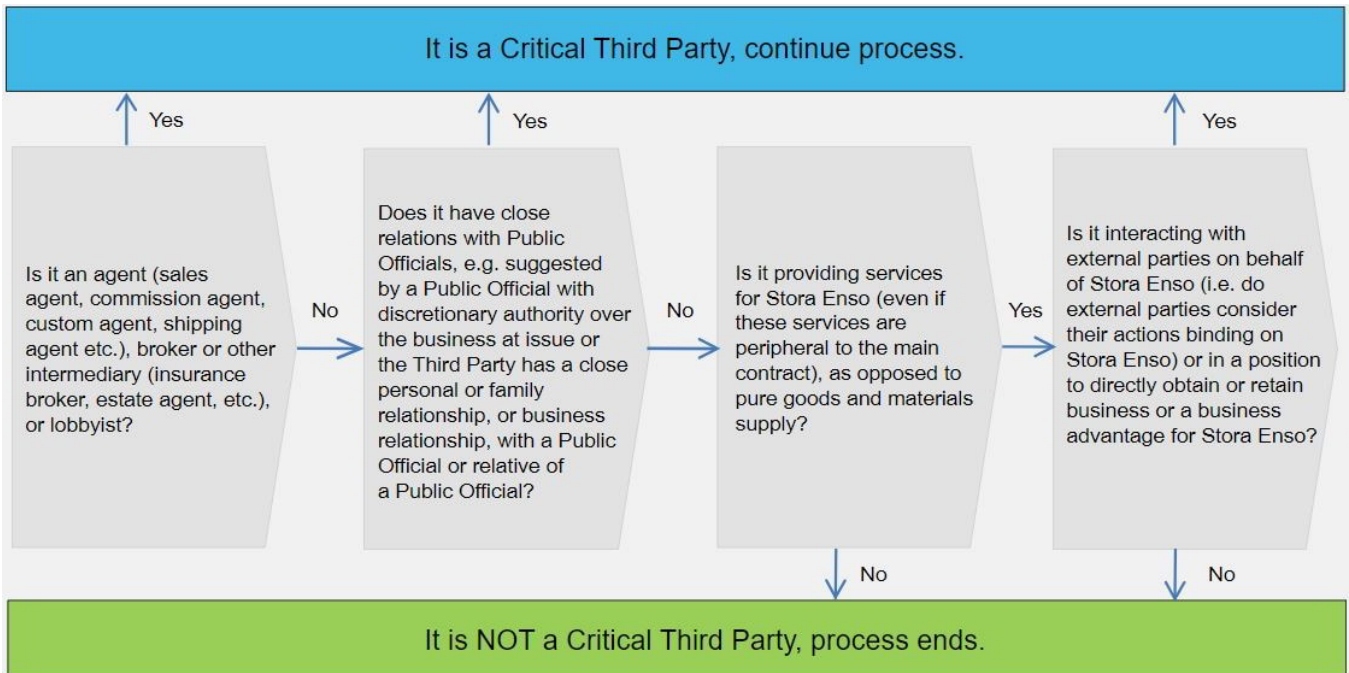 It is a Critical Third Party, continue process.
Yes
Yes
Yes
Is it an agent (sales
agent, commission agent,
custom agent, shipping
agent etc.), broker or other
intermediary (insurance
broker, estate agent, etc.),
or lobbyist?
No
Does it have close
relations with Public
Officials, e.g. suggested
by a Public Official with
discretionary authority over
the business at issue or
the Third Party has a close
personal or family
relationship, or business
relationship, with a Public
Official or relative of
a Public Official?
No
Is it providing services
for Stora Enso (even if
these services are
peripheral to the main
contract), as opposed to
pure goods and materials
supply?
Yes
Is it interacting with
external parties on behalf
of Stora Enso (i.e. do
external parties consider
their actions binding on
Stora Enso) or in a position
to directly obtain or retain
business or a business
advantage for Stora Enso?
No
No
It is NOT a Critical Third Party, process ends.